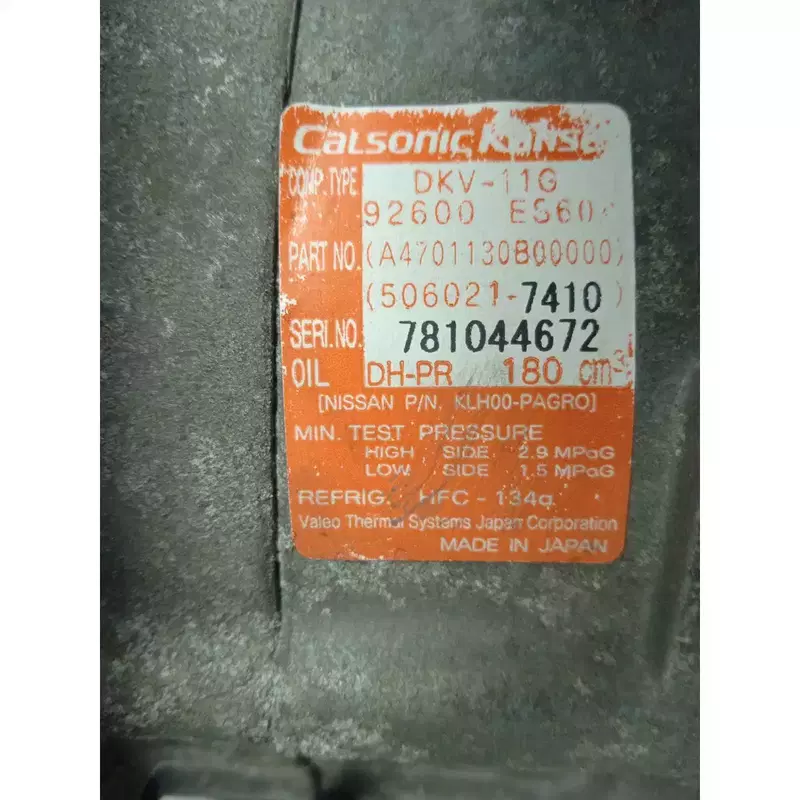 Calsonic
COMP.TYPE DKV-11G
92600
PART NO. (A4701130B00000)
(506021-7410)
SERI.NO. 781044672
OIL DH-PR 180 cm³
[NISSAN P/N. KLH00-PAGRO]
MIN. TEST PRESSURE
HIGH SIDE 2.9 MPaG
LOW SIDE 1.5 MPaG
REFRIG. HFC-134a
Valeo Thermal Systems Japan Corporation
MADE IN JAPAN